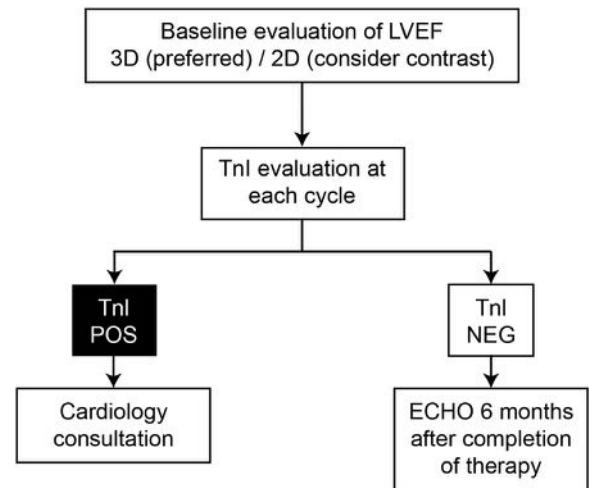 Baseline evaluation of LVEF
3D (preferred) / 2D (consider contrast)
TnI evaluation at
each cycle
TnI
POS
TnI
NEG
Cardiology
consultation
ECHO 6 months
after completion
of therapy